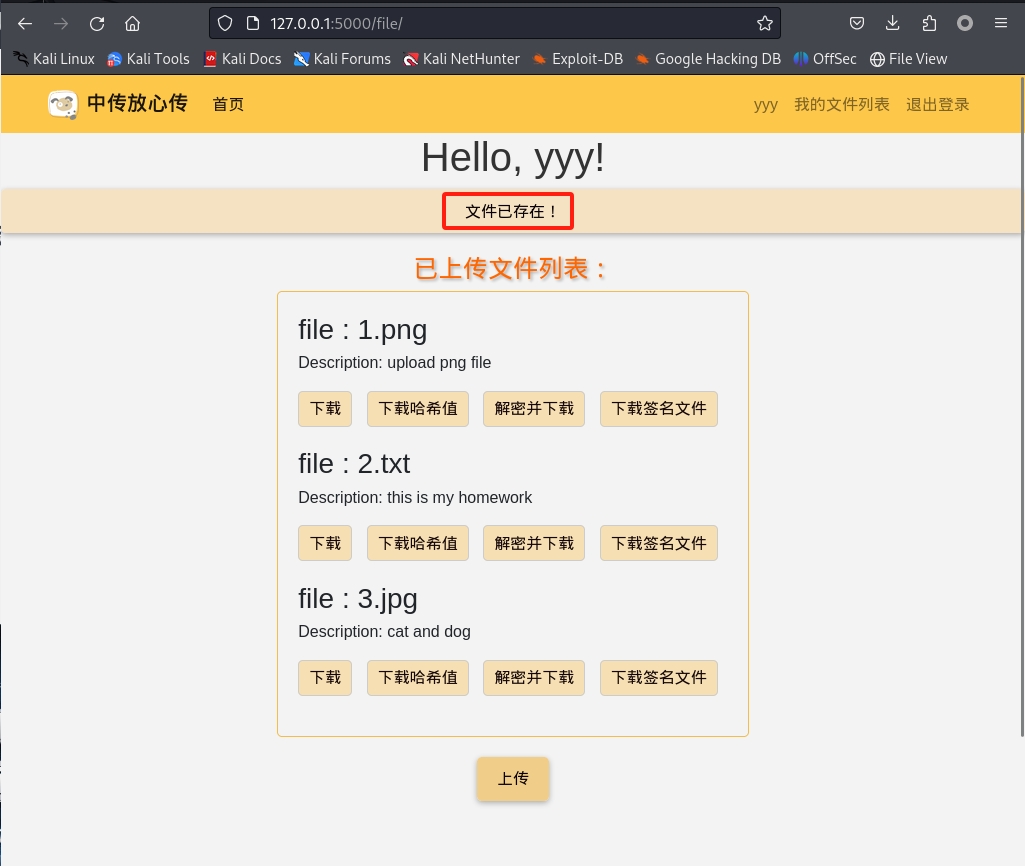 127.0.0.1:5000/file/
Kali Linux Kali Tools Kali Docs Kali Forums Kali NetHunter Exploit-DB Google Hacking DB OffSec File View
中传放心传 首页 yyy 我的文件列表 退出登录
Hello, yyy!
文件已存在！
已上传文件列表：
file : 1.png
Description: upload png file
下载 下载哈希值 解密并下载 下载签名文件
file : 2.txt
Description: this is my homework
下载 下载哈希值 解密并下载 下载签名文件
file : 3.jpg
Description: cat and dog
下载 下载哈希值 解密并下载 下载签名文件
上传